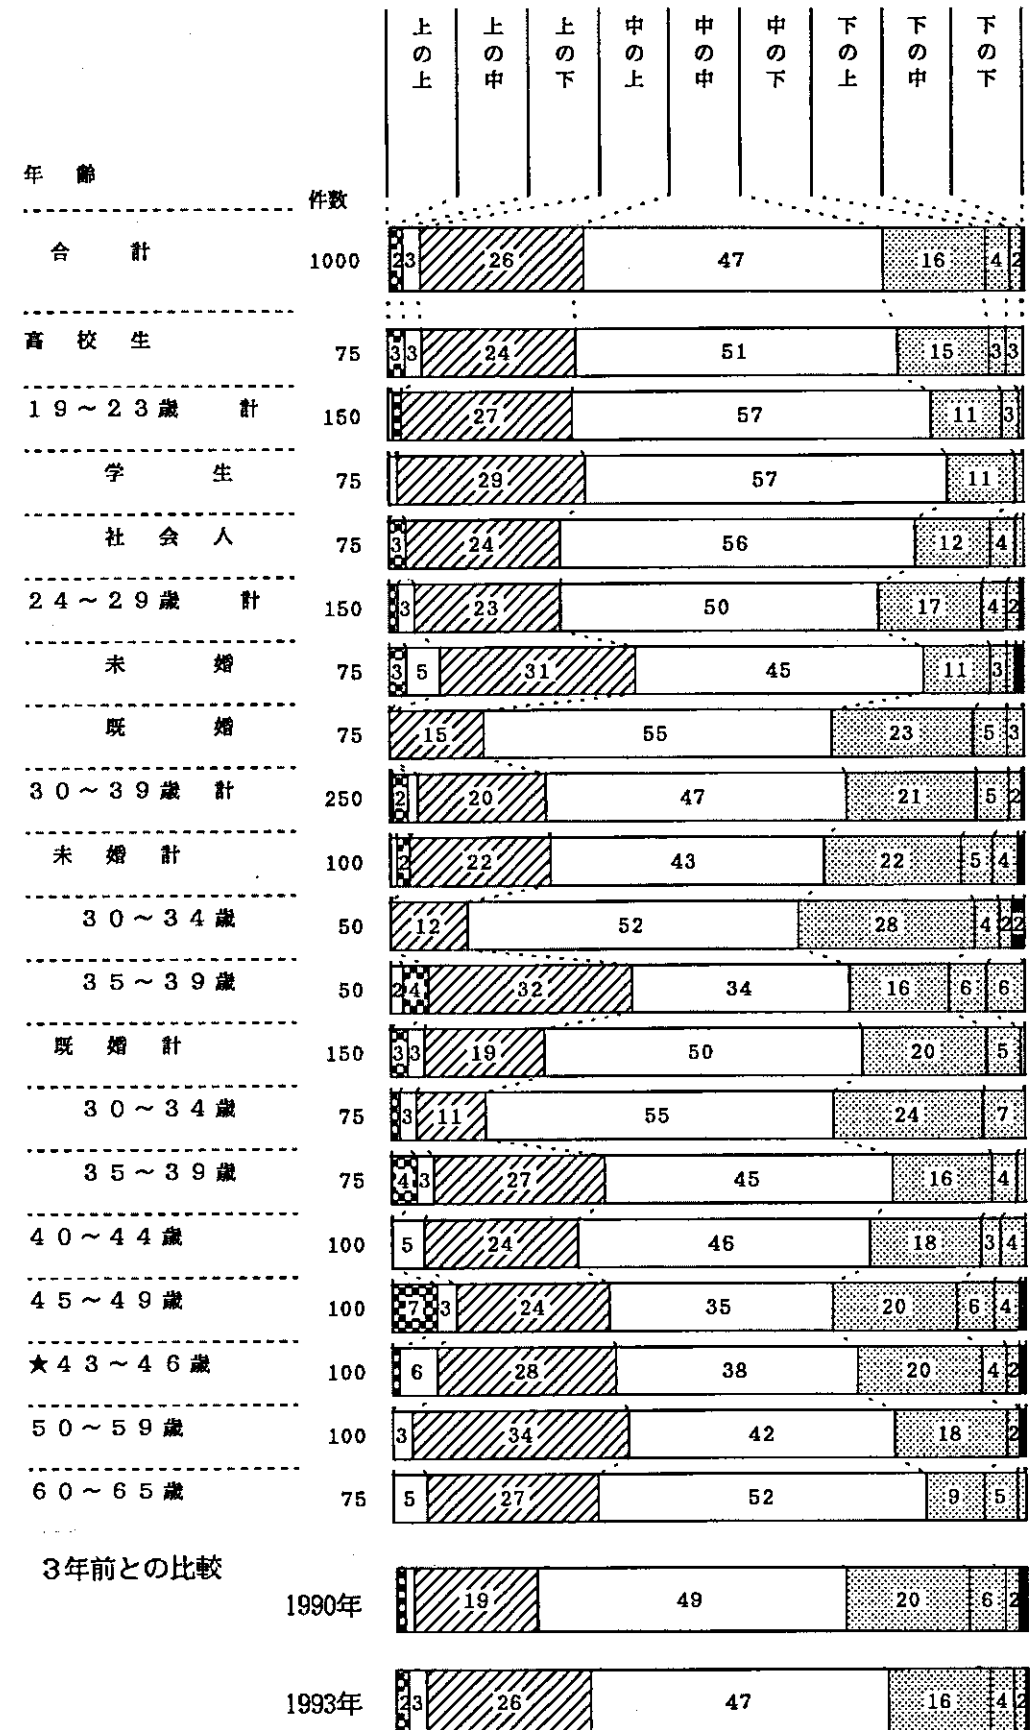 上の上 上の中 上の下 中の上 中の中 中の下 下の上 下の中 下の下
年 齢
件数
合 計 1000 2 3 26 47 16 4 2
高 校 生 75 3 3 24 51 15 3 3
19～23歳 計 150 27 57 11 3
学 生 75 29 57 11
社 会 人 75 3 24 56 12 4
24～29歳 計 150 3 23 50 17 4 2
未 婚 75 3 5 31 45 11 3
既 婚 75 15 55 23 5 3
30～39歳 計 250 2 20 47 21 5 2
未 婚 計 100 2 22 43 22 5 4
30～34歳 50 12 52 28 4 2 2
35～39歳 50 2 4 32 34 16 6 6
既 婚 計 150 3 3 19 50 20 5
30～34歳 75 3 11 55 24 7
35～39歳 75 4 3 27 45 16 4
40～44歳 100 5 24 46 18 3 4
45～49歳 100 7 3 24 35 20 6 4
★43～46歳 100 6 28 38 20 4 2
50～59歳 100 3 34 42 18 2
60～65歳 75 5 27 52 9 5
3年前との比較
1990年 19 49 20 6 2
1993年 2 3 26 47 16 4 2